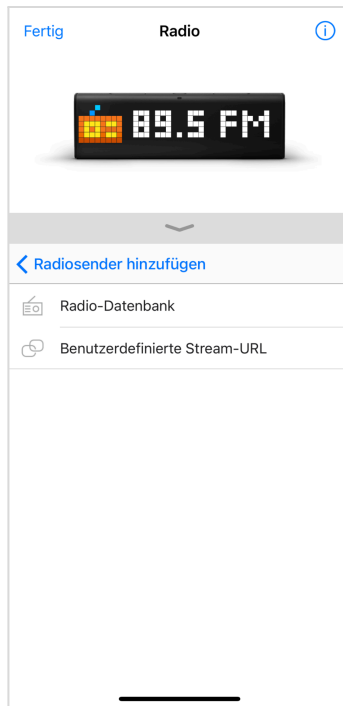 Fertig
Radio
89.5 FM
Radiosender hinzufügen
Radio-Datenbank
Benutzerdefinierte Stream-URL